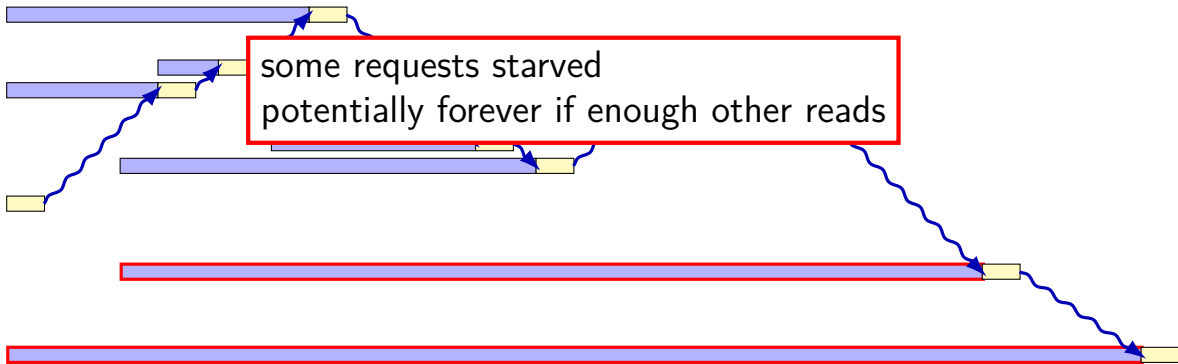 some requests starved
potentially forever if enough other reads